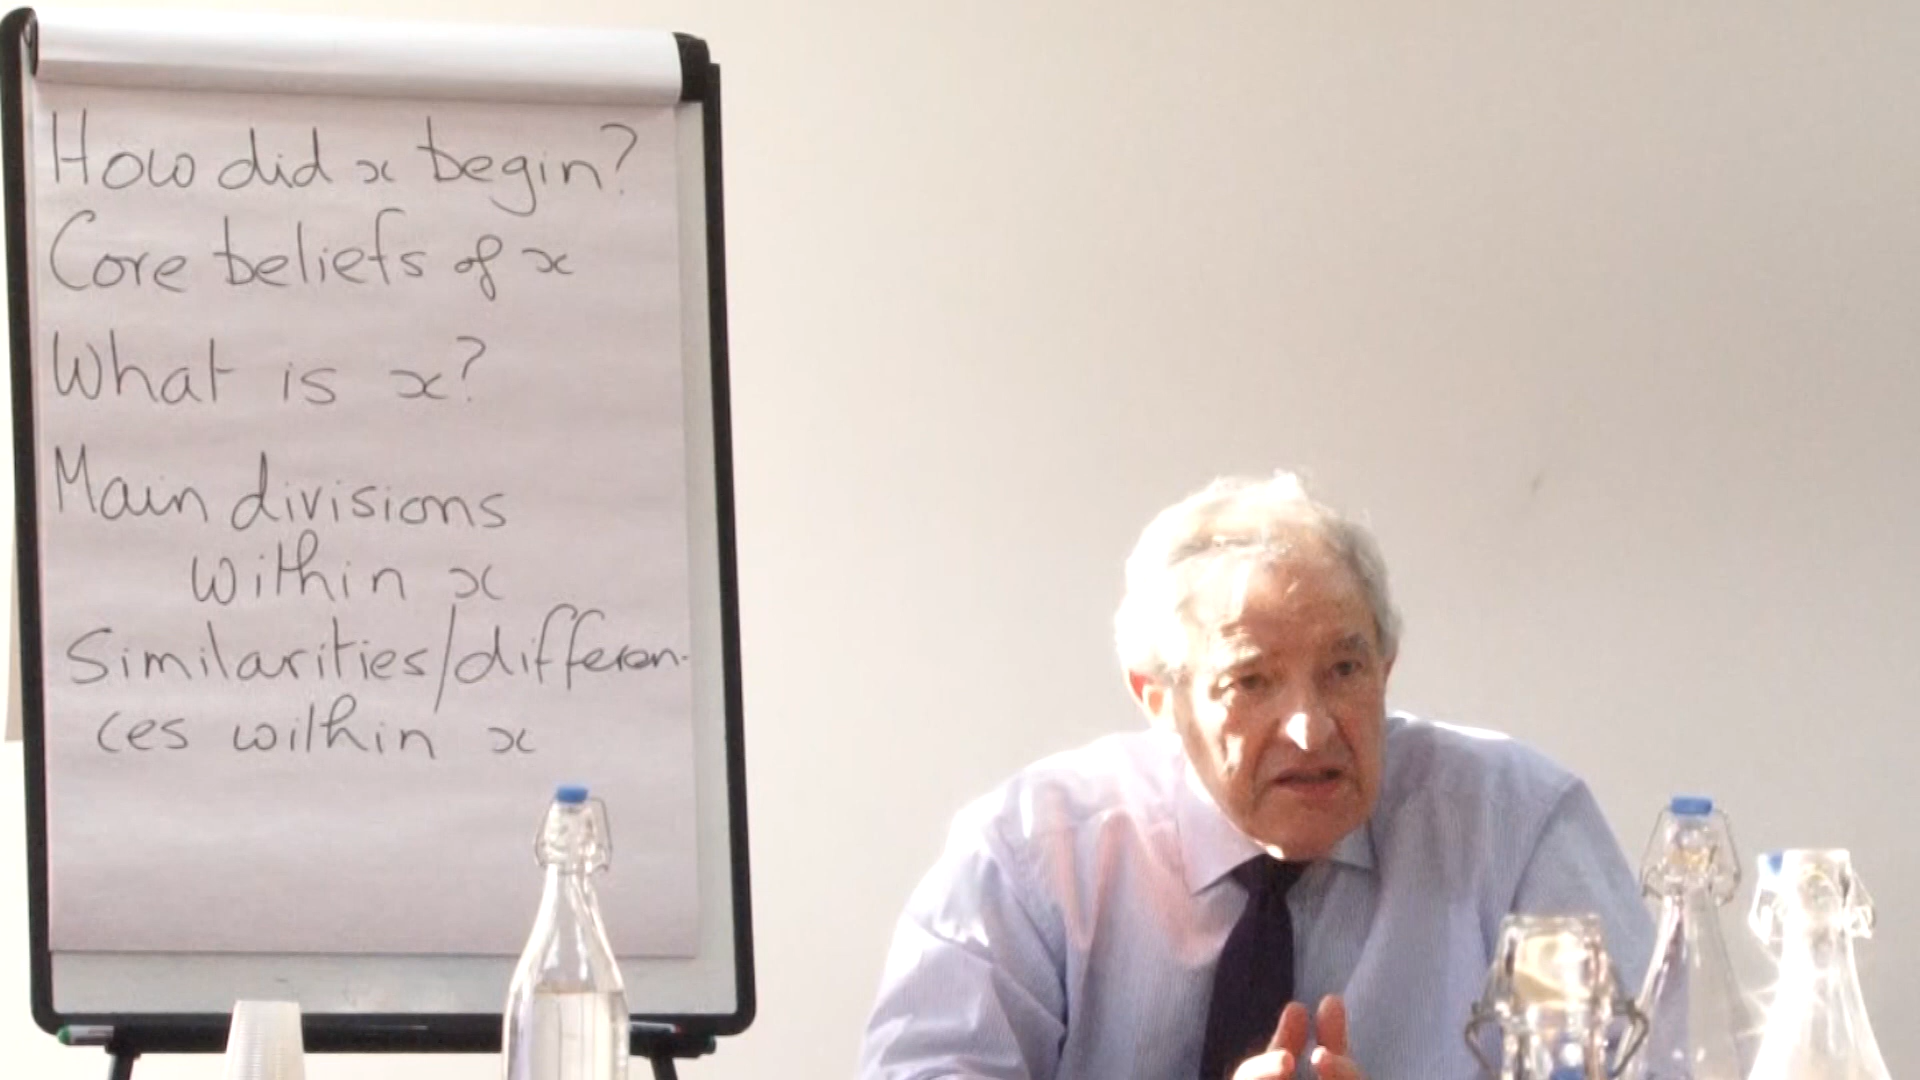 How did x begin?
Core beliefs of x
What is x?
Main divisions
within x
Similarities/differen-
ces within x